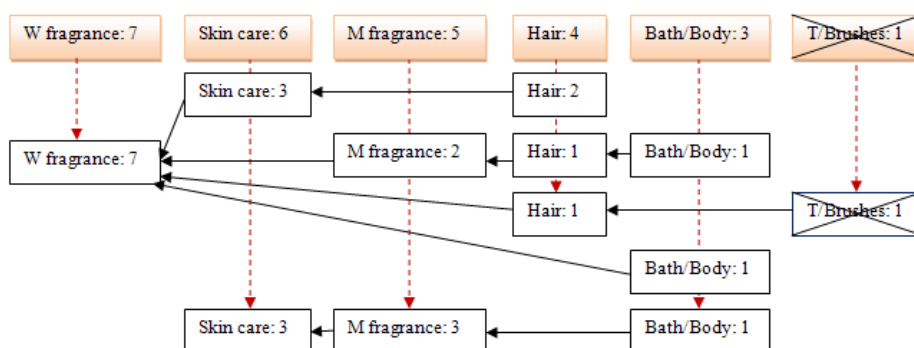 W fragrance: 7
Skin care: 6
M fragrance: 5
Hair: 4
Bath/Body: 3
T/Brushes: 1
Skin care: 3
Hair: 2
W fragrance: 7
M fragrance: 2
Hair: 1
Bath/Body: 1
Hair: 1
T/Brushes: 1
Bath/Body: 1
Skin care: 3
M fragrance: 3
Bath/Body: 1